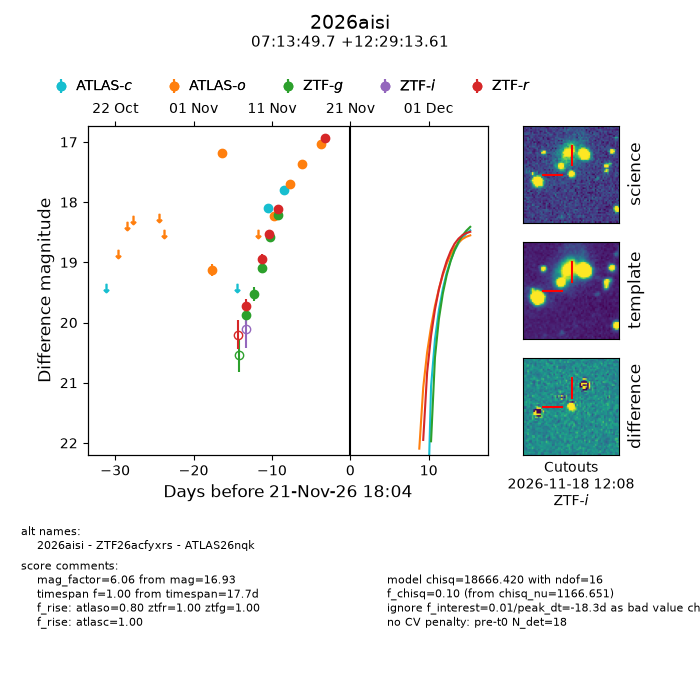 2026aisi
07:13:49.7 +12:29:13.61
ATLAS-c
ATLAS-o
ZTF-g
ZTF-i
ZTF-r
22 Oct
01 Nov
11 Nov
21 Nov
01 Dec
17
18
19
20
21
22
Difference magnitude
−30
−20
−10
0
10
Days before 21-Nov-26 18:04
science
template
difference
Cutouts
2026-11-18 12:08
ZTF-i
alt names:
2026aisi - ZTF26acfyxrs - ATLAS26nqk
score comments:
mag_factor=6.06 from mag=16.93
timespan f=1.00 from timespan=17.7d
f_rise: atlaso=0.80 ztfr=1.00 ztfg=1.00
f_rise: atlasc=1.00
model chisq=18666.420 with ndof=16
f_chisq=0.10 (from chisq_nu=1166.651)
ignore f_interest=0.01/peak_dt=-18.3d as bad value ch
no CV penalty: pre-t0 N_det=18